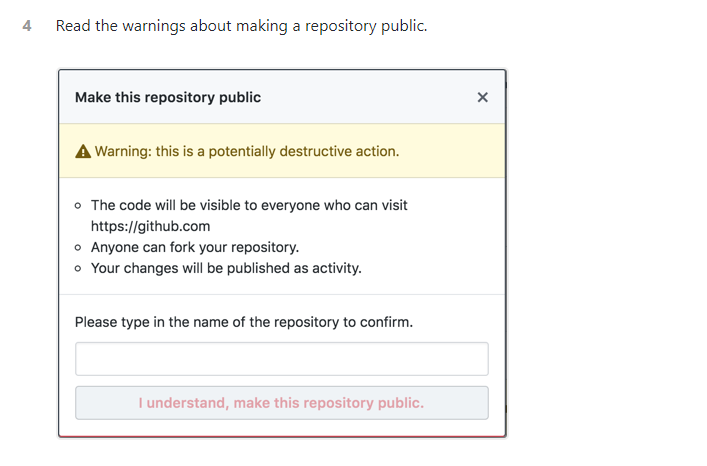 4 Read the warnings about making a repository public.
Make this repository public ×
Warning: this is a potentially destructive action.
The code will be visible to everyone who can visit
https://github.com
Anyone can fork your repository.
Your changes will be published as activity.
Please type in the name of the repository to confirm.
I understand, make this repository public.